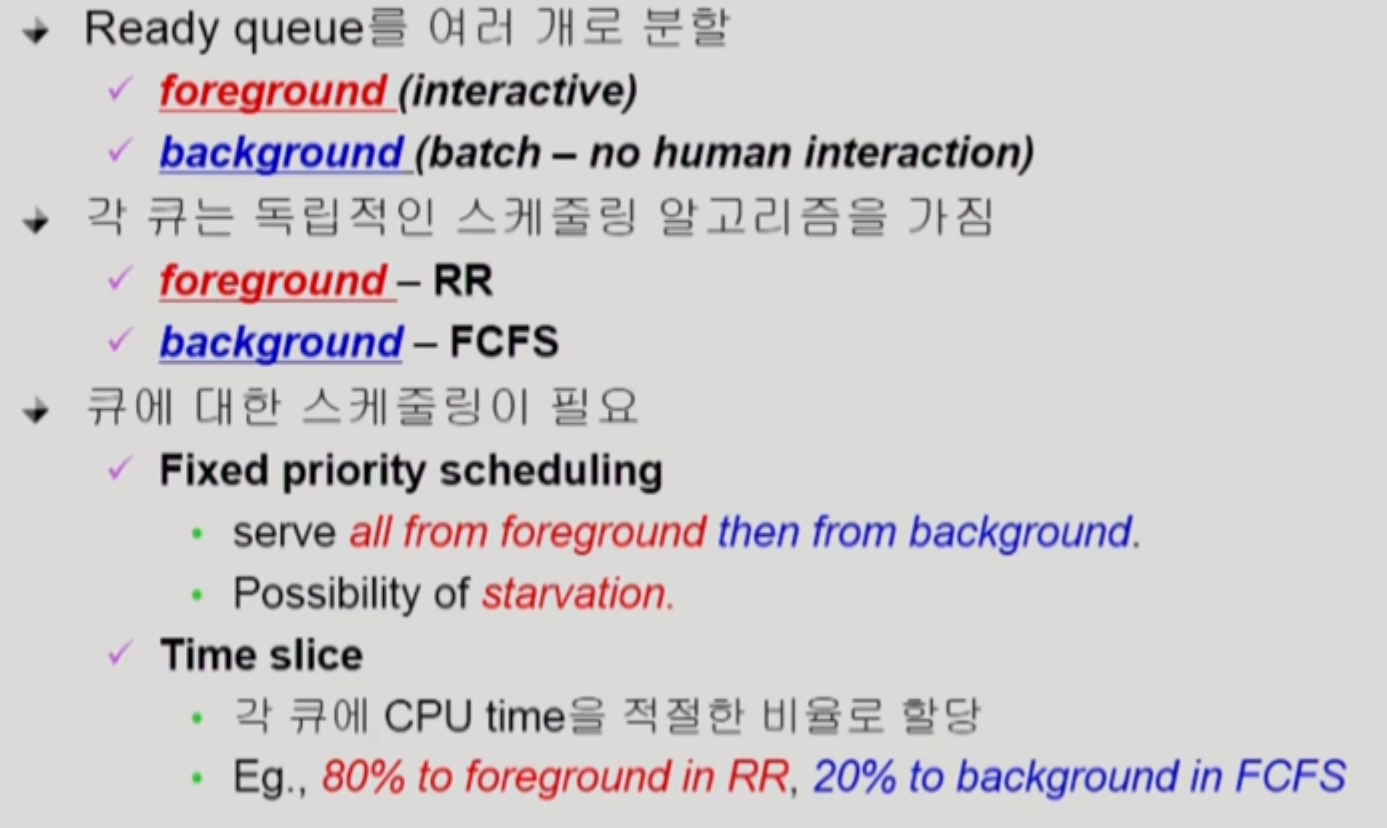 Ready queue를 여러 개로 분할
foreground (interactive)
background (batch – no human interaction)
각 큐는 독립적인 스케줄링 알고리즘을 가짐
foreground – RR
background – FCFS
큐에 대한 스케줄링이 필요
Fixed priority scheduling
serve all from foreground then from background.
Possibility of starvation.
Time slice
각 큐에 CPU time을 적절한 비율로 할당
Eg., 80% to foreground in RR, 20% to background in FCFS